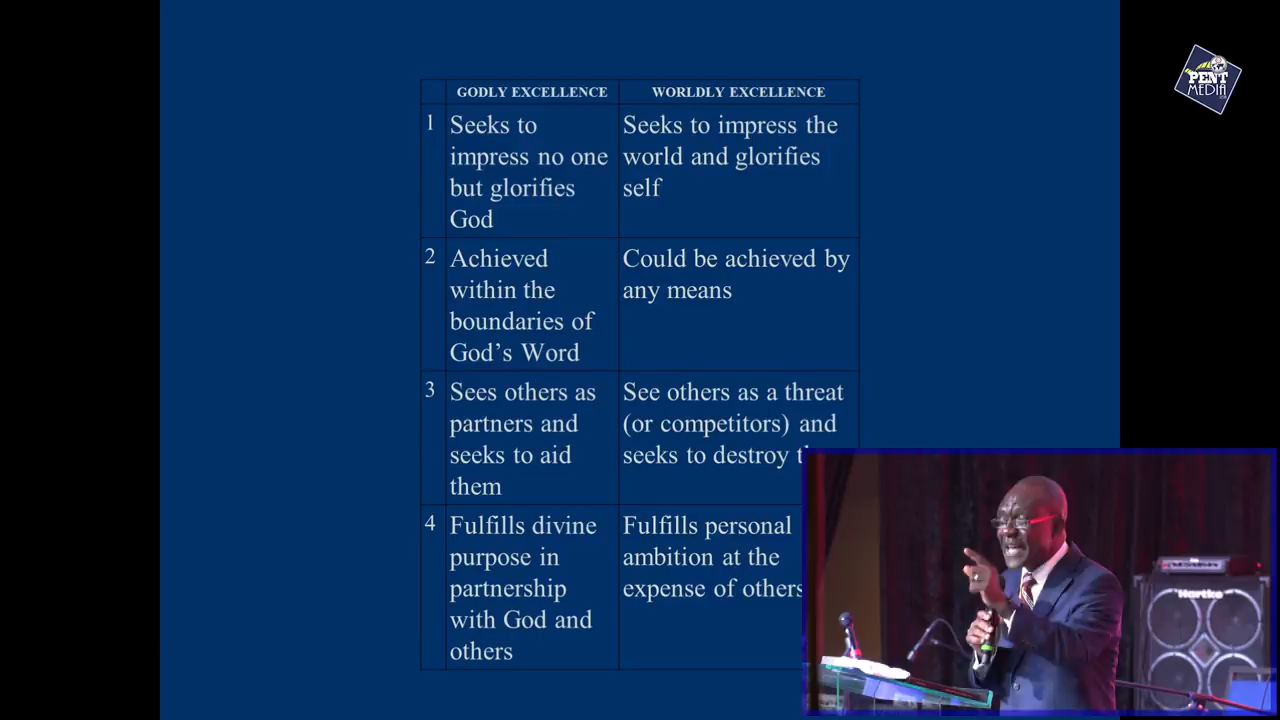 PENT
MEDIA
GODLY EXCELLENCE
WORLDLY EXCELLENCE
1
Seeks to
impress no one
but glorifies
God
Seeks to impress the
world and glorifies
self
2
Achieved
within the
boundaries of
God’s Word
Could be achieved by
any means
3
Sees others as
partners and
seeks to aid
them
See others as a threat
(or competitors) and
seeks to destroy
4
Fulfills divine
purpose in
partnership
with God and
others
Fulfills personal
ambition at the
expense of others
Hartke